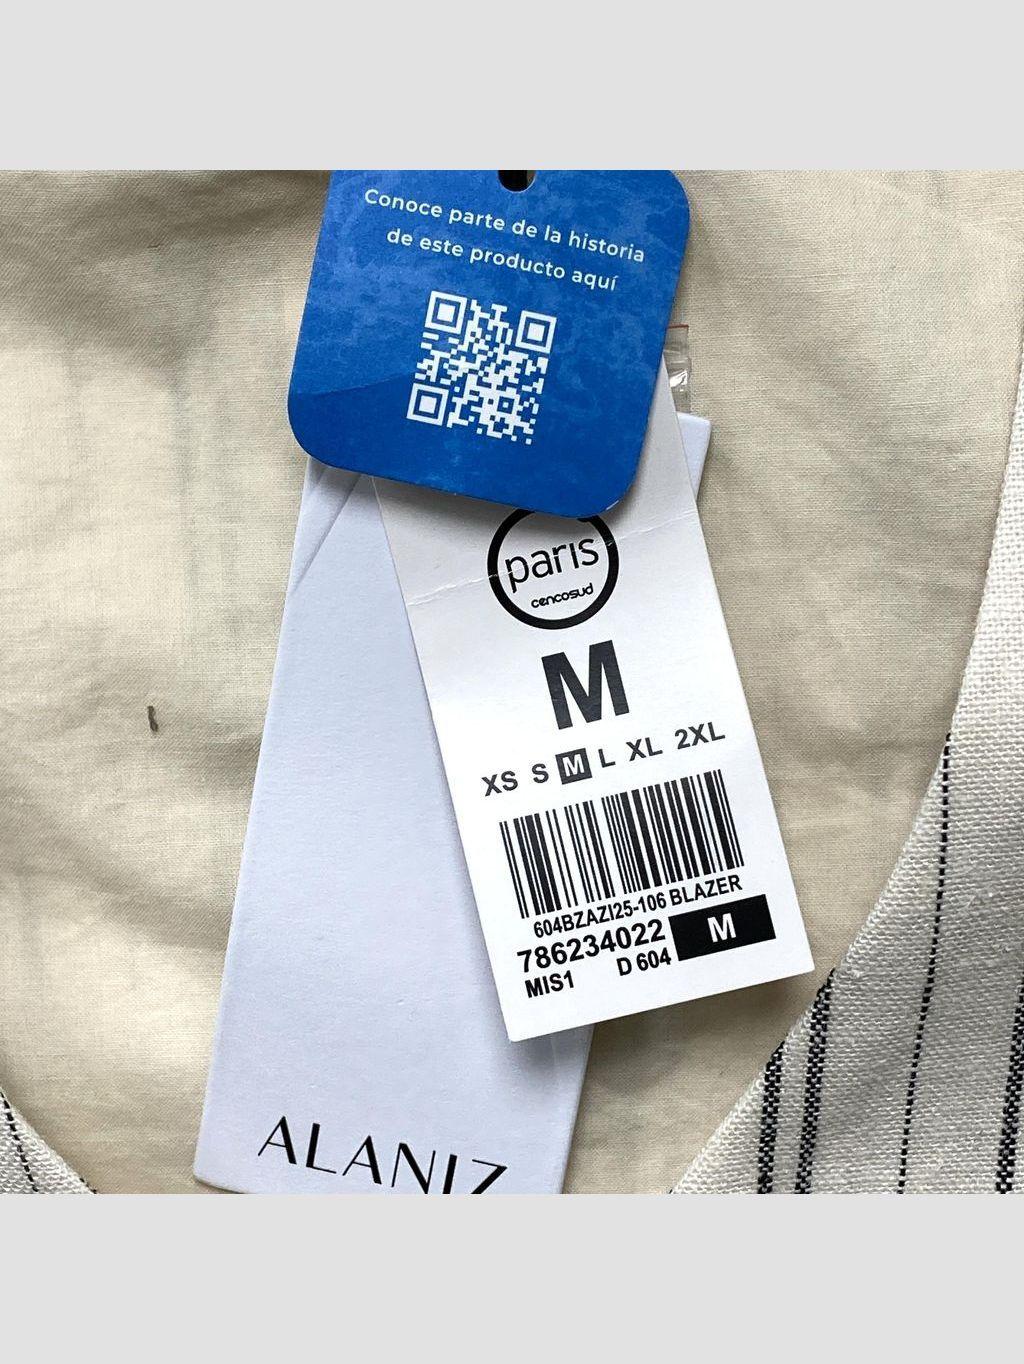 Conoce parte de la historia
de este producto aquí
paris
cencosud
M
XS S M L XL 2XL
604BZAZI25-106 BLAZER
786234022 M
MIS1 D 604
ALANIZ